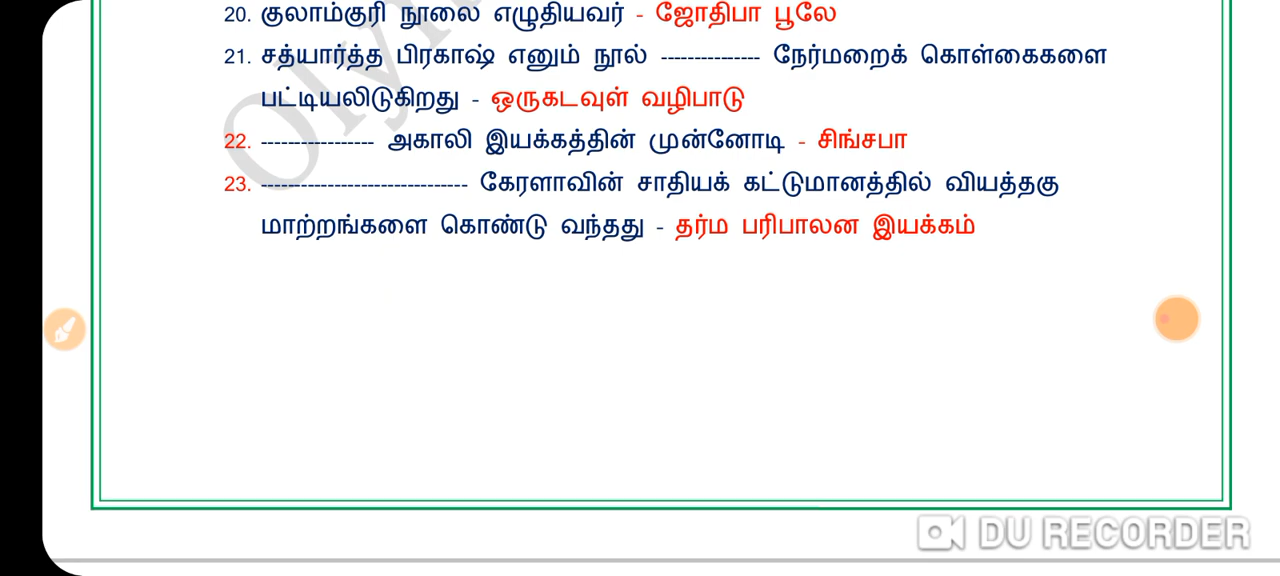 20. குலாம்குரி நூலை எழுதியவர் - ஜோதிபா பூலே
21. சத்யார்த்த பிரகாஷ் எனும் நூல் --------------- நேர்மறைக் கொள்கைகளை
பட்டியலிடுகிறது - ஒருகடவுள் வழிபாடு
22. ----------------- அகாலி இயக்கத்தின் முன்னோடி - சிங்சபா
23. ------------------------------- கேரளாவின் சாதியக் கட்டுமானத்தில் வியத்தகு
மாற்றங்களை கொண்டு வந்தது - தர்ம பரிபாலன இயக்கம்
DU RECORDER